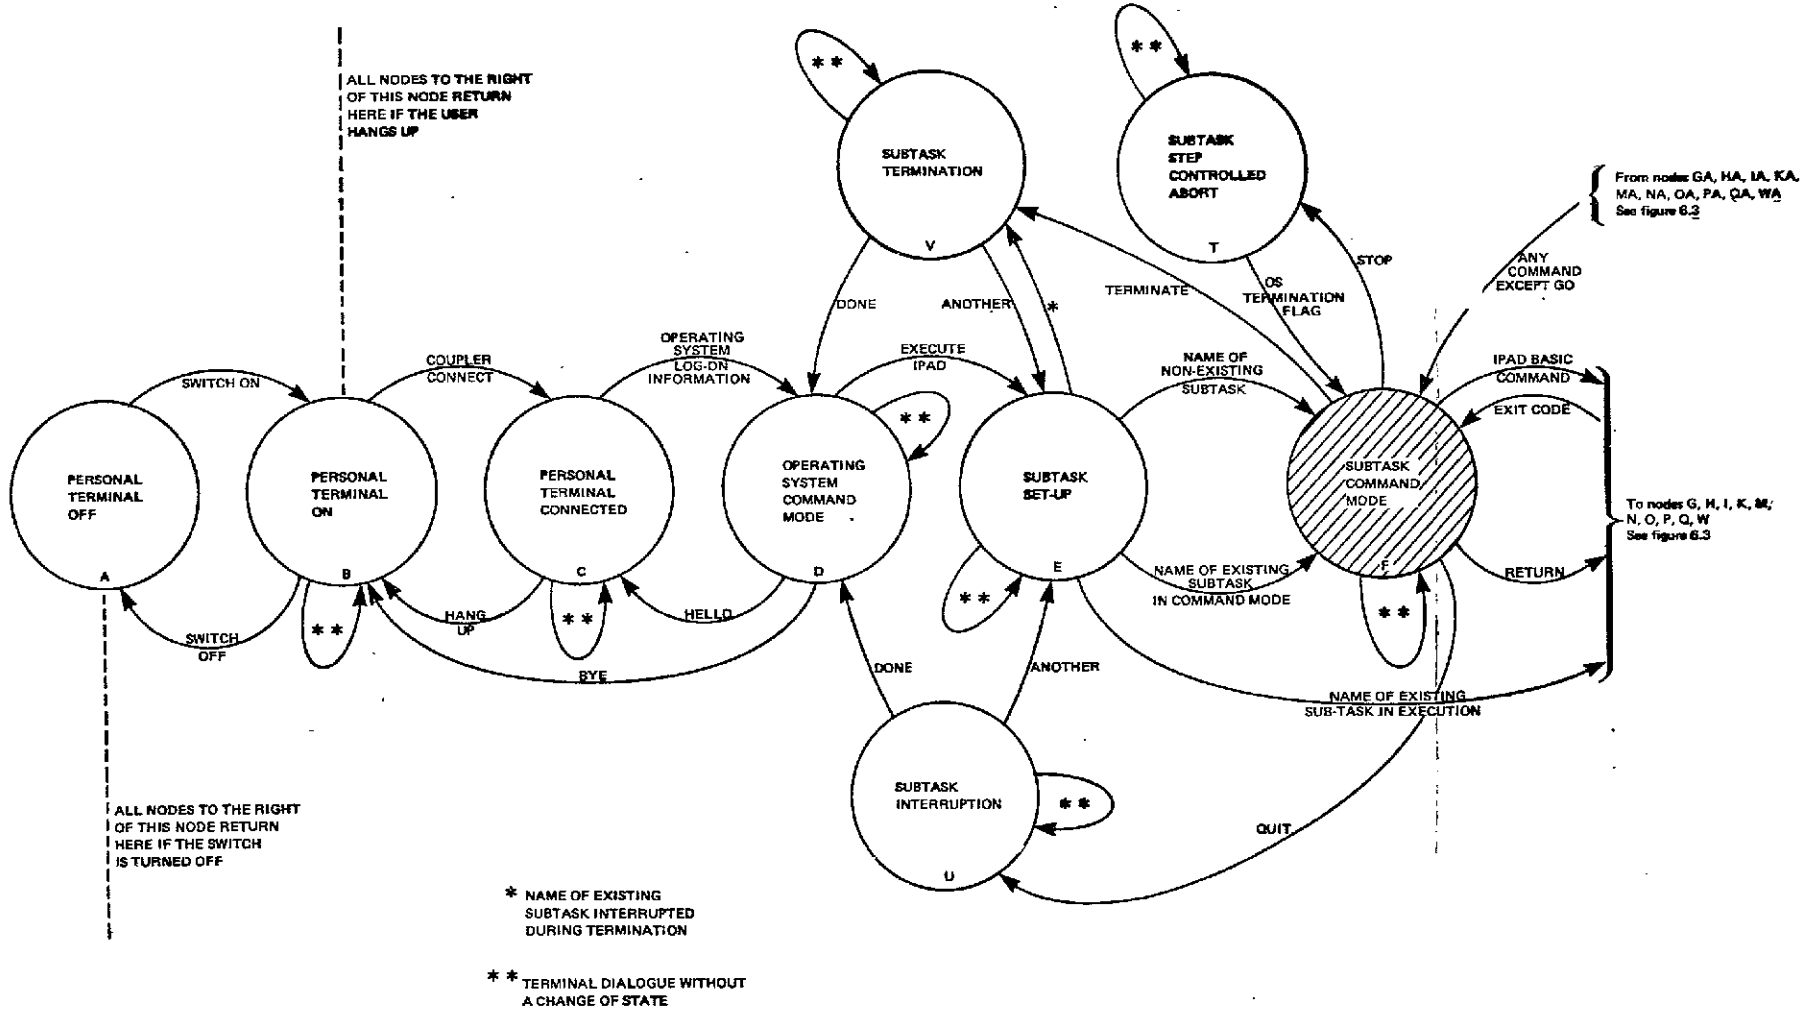 ALL NODES TO THE RIGHT
OF THIS NODE RETURN
HERE IF THE USER
HANGS UP
* *
SUBTASK
TERMINATION
V
* *
SUBTASK
STEP
CONTROLLED
ABORT
T
From nodes GA, HA, IA, KA,
MA, NA, OA, PA, QA, WA
See figure 6.3
ANY
COMMAND
EXCEPT GO
STOP
OS
TERMINATION
FLAG
TERMINATE
DONE
ANOTHER
*
SWITCH ON
COUPLER
CONNECT
OPERATING
SYSTEM
LOG-ON
INFORMATION
EXECUTE
IPAD
* *
NAME OF
NON-EXISTING
SUBTASK
IPAD BASIC
COMMAND
EXIT CODE
PERSONAL
TERMINAL
OFF
A
PERSONAL
TERMINAL
ON
B
PERSONAL
TERMINAL
CONNECTED
C
OPERATING
SYSTEM
COMMAND
MODE
D
SUBTASK
SET-UP
E
SUBTASK
COMMAND
MODE
F
To nodes G, H, I, K, M,
N, O, P, Q, W
See figure 6.3
RETURN
SWITCH
OFF
* *
HANG
UP
* *
HELLO
BYE
* *
NAME OF EXISTING
SUBTASK
IN COMMAND MODE
* *
DONE
ANOTHER
NAME OF EXISTING
SUB-TASK IN EXECUTION
SUBTASK
INTERRUPTION
U
* *
QUIT
ALL NODES TO THE RIGHT
OF THIS NODE RETURN
HERE IF THE SWITCH
IS TURNED OFF
* NAME OF EXISTING
SUBTASK INTERRUPTED
DURING TERMINATION
* * TERMINAL DIALOGUE WITHOUT
A CHANGE OF STATE